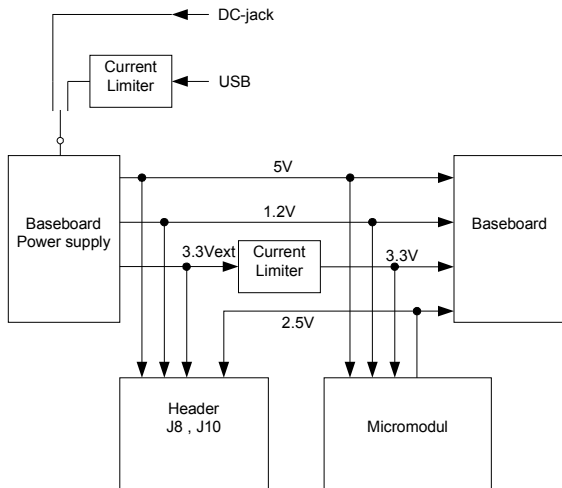 DC-jack
Current
Limiter
USB
5V
Baseboard
Power supply
1.2V
Baseboard
3.3Vext
Current
Limiter
3.3V
2.5V
Header
J8 , J10
Micromodul